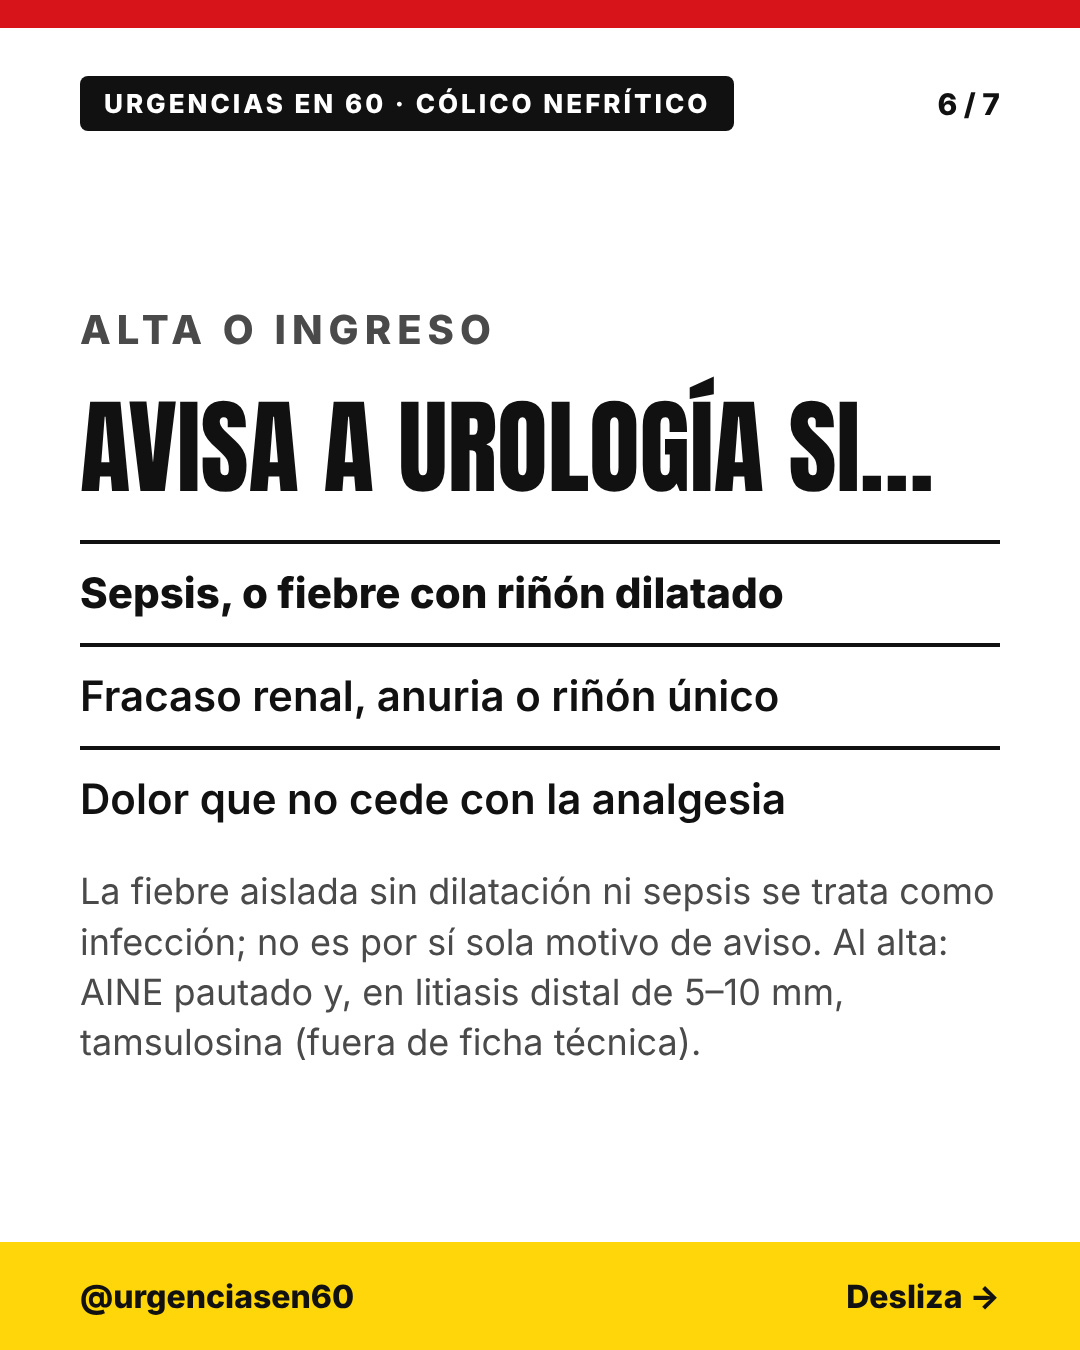 URGENCIAS EN 60 · CÓLICO NEFRÍTICO
6 / 7
ALTA O INGRESO
AVISA A UROLOGÍA SI...
Sepsis, o fiebre con riñón dilatado
Fracaso renal, anuria o riñón único
Dolor que no cede con la analgesia
La fiebre aislada sin dilatación ni sepsis se trata como
infección; no es por sí sola motivo de aviso. Al alta:
AINE pautado y, en litiasis distal de 5–10 mm,
tamsulosina (fuera de ficha técnica).
@urgenciasen60
Desliza →